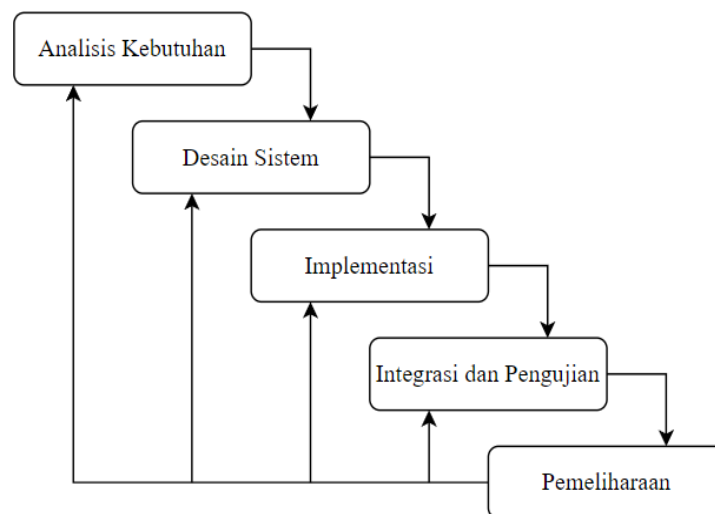 Analisis Kebutuhan
Desain Sistem
Implementasi
Integrasi dan Pengujian
Pemeliharaan